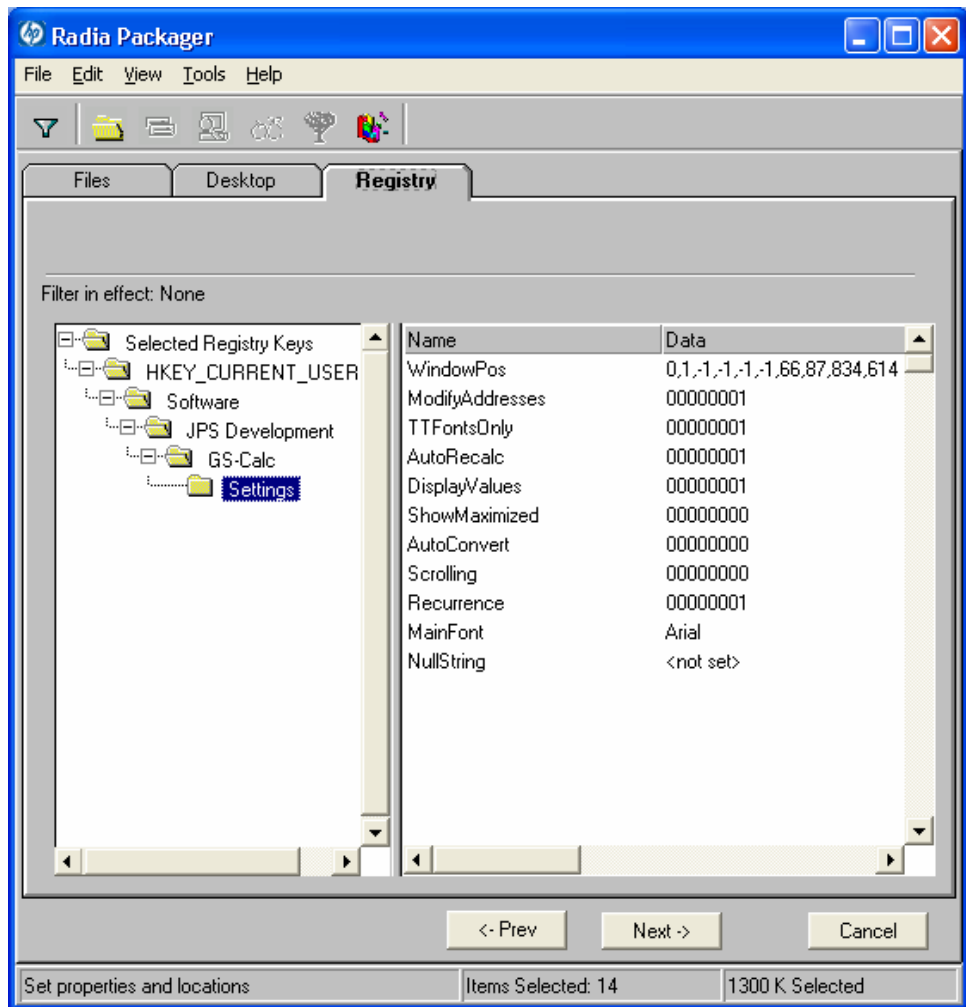 Radia Packager
File Edit View Tools Help
Files Desktop Registry
Filter in effect: None
Selected Registry Keys
HKEY_CURRENT_USER
Software
JPS Development
GS-Calc
Settings
Name Data
WindowPos 0,1,-1,-1,-1,-1,66,87,834,614
ModifyAddresses 00000001
TTFontsOnly 00000001
AutoRecalc 00000001
DisplayValues 00000001
ShowMaximized 00000000
AutoConvert 00000000
Scrolling 00000000
Recurrence 00000001
MainFont Arial
NullString <not set>
<- Prev Next -> Cancel
Set properties and locations Items Selected: 14 1300 K Selected